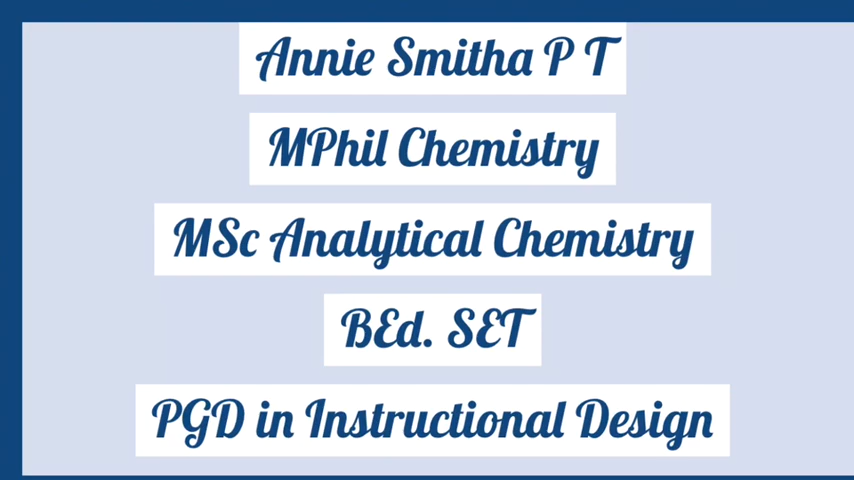 Annie Smitha P T
MPhil Chemistry
MSc Analytical Chemistry
BEd. SET
PGD in Instructional Design